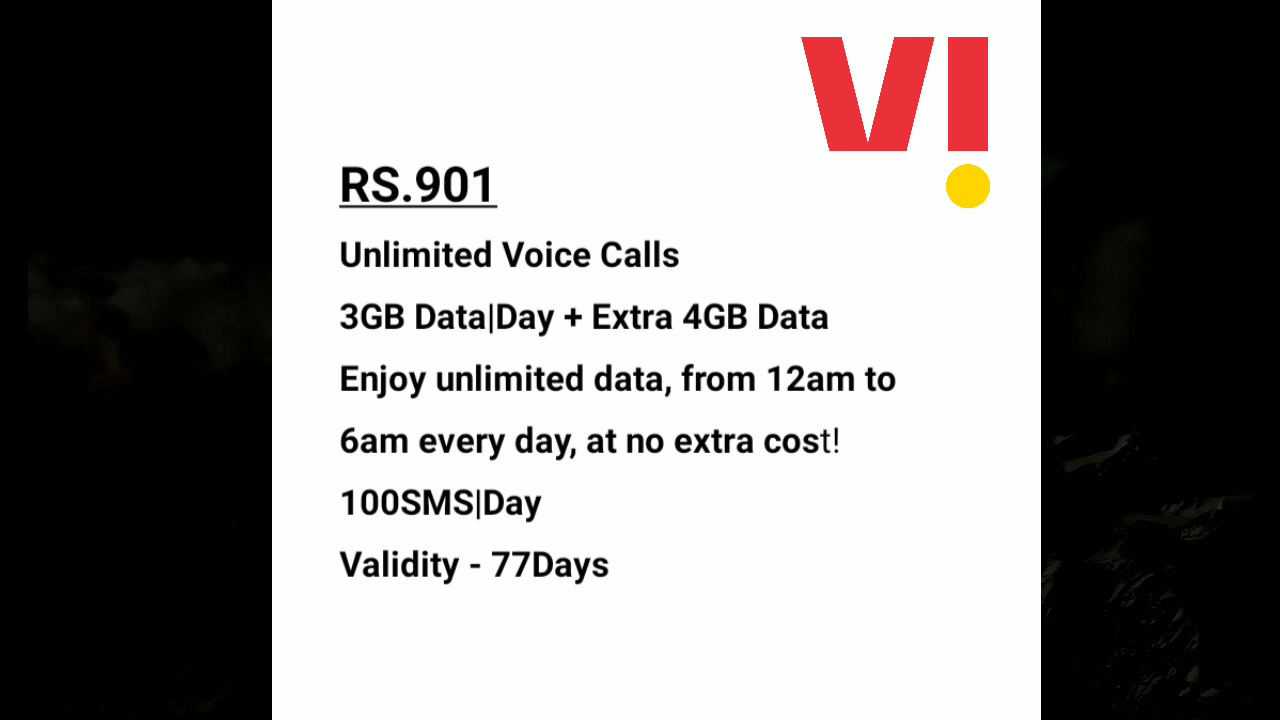 VI
RS.901
Unlimited Voice Calls
3GB Data|Day + Extra 4GB Data
Enjoy unlimited data, from 12am to
6am every day, at no extra cost!
100SMS|Day
Validity - 77Days